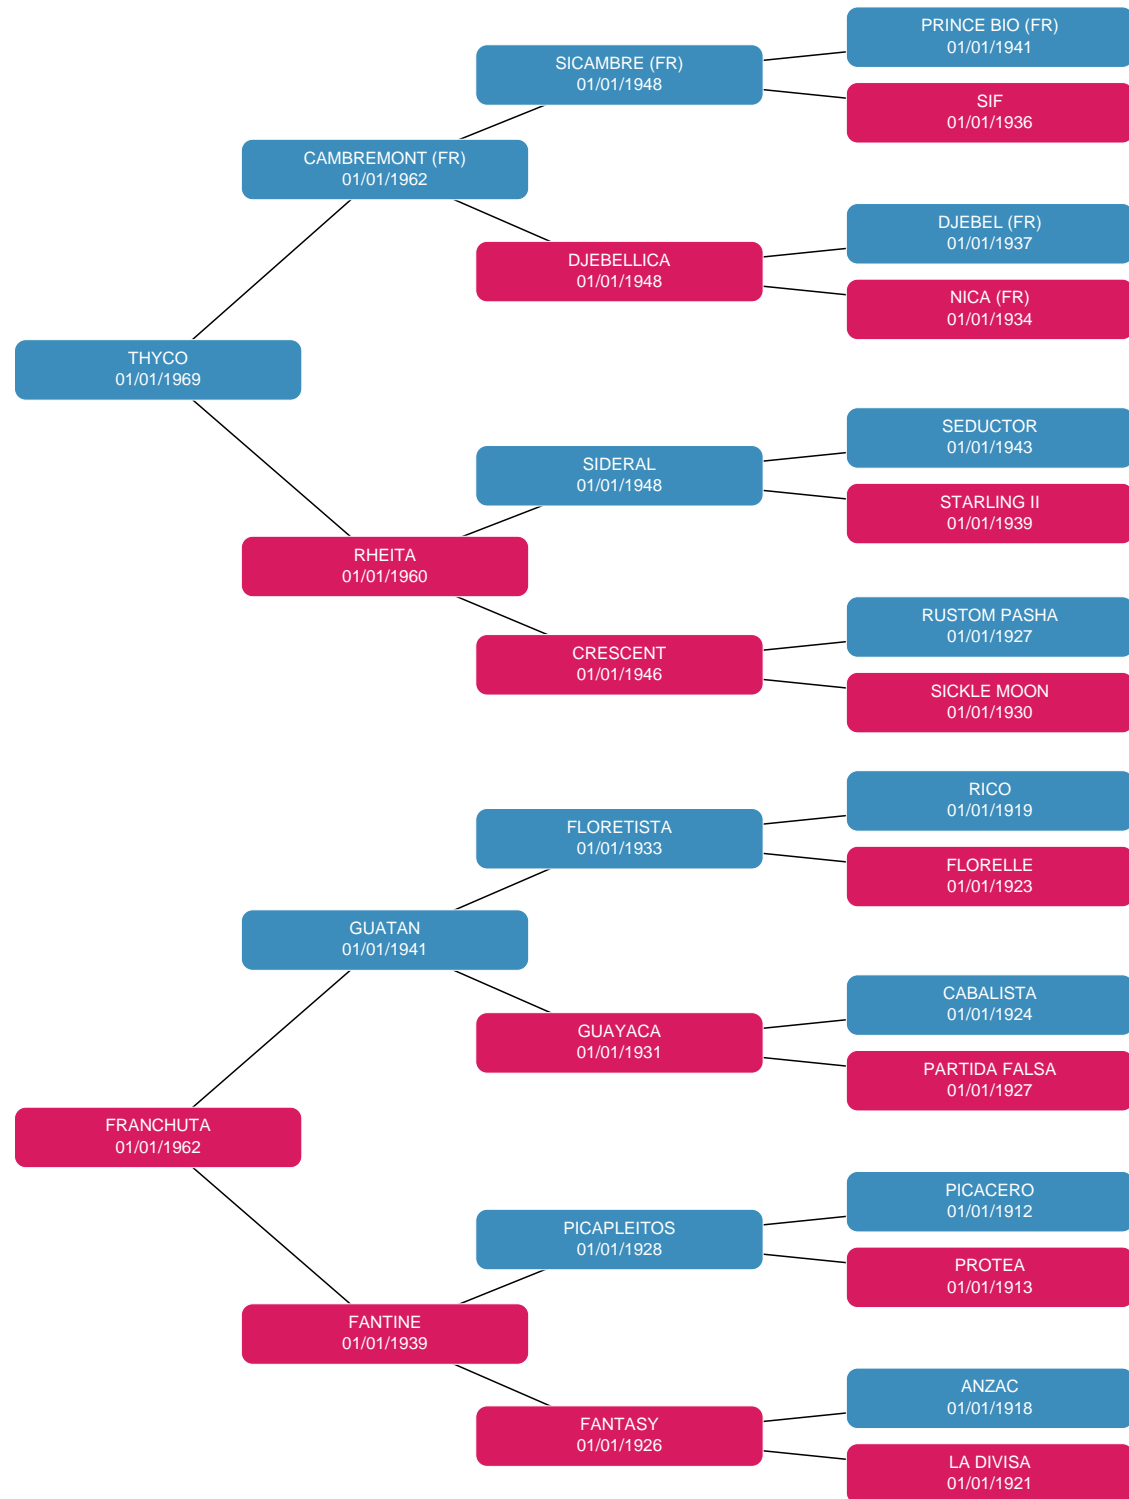 PRINCE BIO (FR)
01/01/1941
SICAMBRE (FR)
01/01/1948
SIF
01/01/1936
CAMBREMONT (FR)
01/01/1962
DJEBEL (FR)
01/01/1937
DJEBELLICA
01/01/1948
NICA (FR)
01/01/1934
THYCO
01/01/1969
SEDUCTOR
01/01/1943
SIDERAL
01/01/1948
STARLING II
01/01/1939
RHEITA
01/01/1960
RUSTOM PASHA
01/01/1927
CRESCENT
01/01/1946
SICKLE MOON
01/01/1930
RICO
01/01/1919
FLORETISTA
01/01/1933
FLORELLE
01/01/1923
GUATAN
01/01/1941
CABALISTA
01/01/1924
GUAYACA
01/01/1931
PARTIDA FALSA
01/01/1927
FRANCHUTA
01/01/1962
PICACERO
01/01/1912
PICAPLEITOS
01/01/1928
PROTEA
01/01/1913
FANTINE
01/01/1939
ANZAC
01/01/1918
FANTASY
01/01/1926
LA DIVISA
01/01/1921